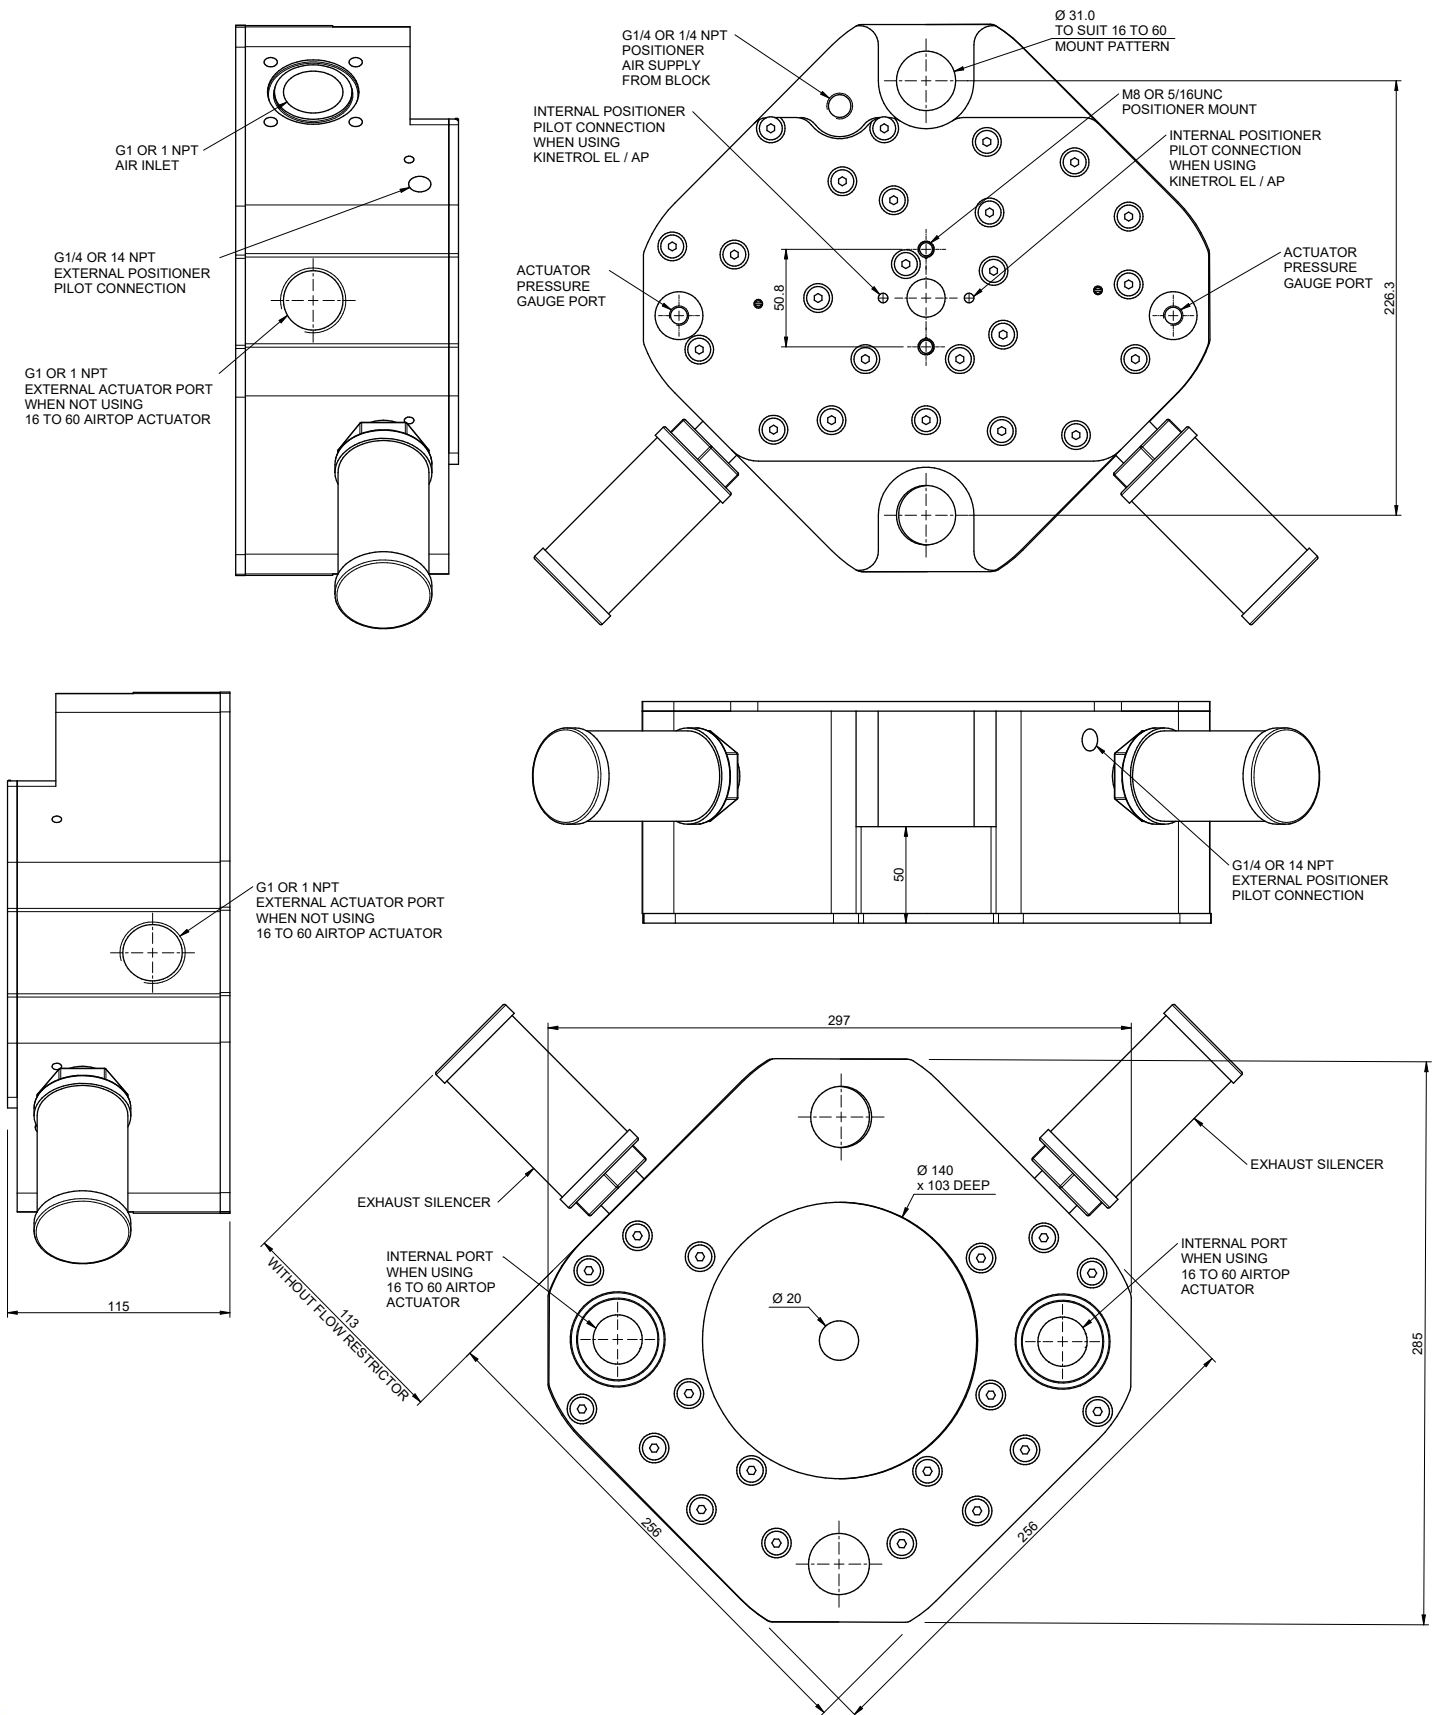 G1 OR 1 NPT
AIR INLET
G1/4 OR 14 NPT
EXTERNAL POSITIONER
PILOT CONNECTION
G1 OR 1 NPT
EXTERNAL ACTUATOR PORT
WHEN NOT USING
16 TO 60 AIRTOP ACTUATOR
G1/4 OR 1/4 NPT
POSITIONER
AIR SUPPLY
FROM BLOCK
INTERNAL POSITIONER
PILOT CONNECTION
WHEN USING
KINETROL EL / AP
ACTUATOR
PRESSURE
GAUGE PORT
Ø 31.0
TO SUIT 16 TO 60
MOUNT PATTERN
M8 OR 5/16UNC
POSITIONER MOUNT
INTERNAL POSITIONER
PILOT CONNECTION
WHEN USING
KINETROL EL / AP
ACTUATOR
PRESSURE
GAUGE PORT
50.8
226.3
G1 OR 1 NPT
EXTERNAL ACTUATOR PORT
WHEN NOT USING
16 TO 60 AIRTOP ACTUATOR
115
50
G1/4 OR 14 NPT
EXTERNAL POSITIONER
PILOT CONNECTION
297
EXHAUST SILENCER
EXHAUST SILENCER
Ø 140
x 103 DEEP
INTERNAL PORT
WHEN USING
16 TO 60 AIRTOP
ACTUATOR
INTERNAL PORT
WHEN USING
16 TO 60 AIRTOP
ACTUATOR
Ø 20
113
WITHOUT FLOW RESTRICTOR
285
256
256